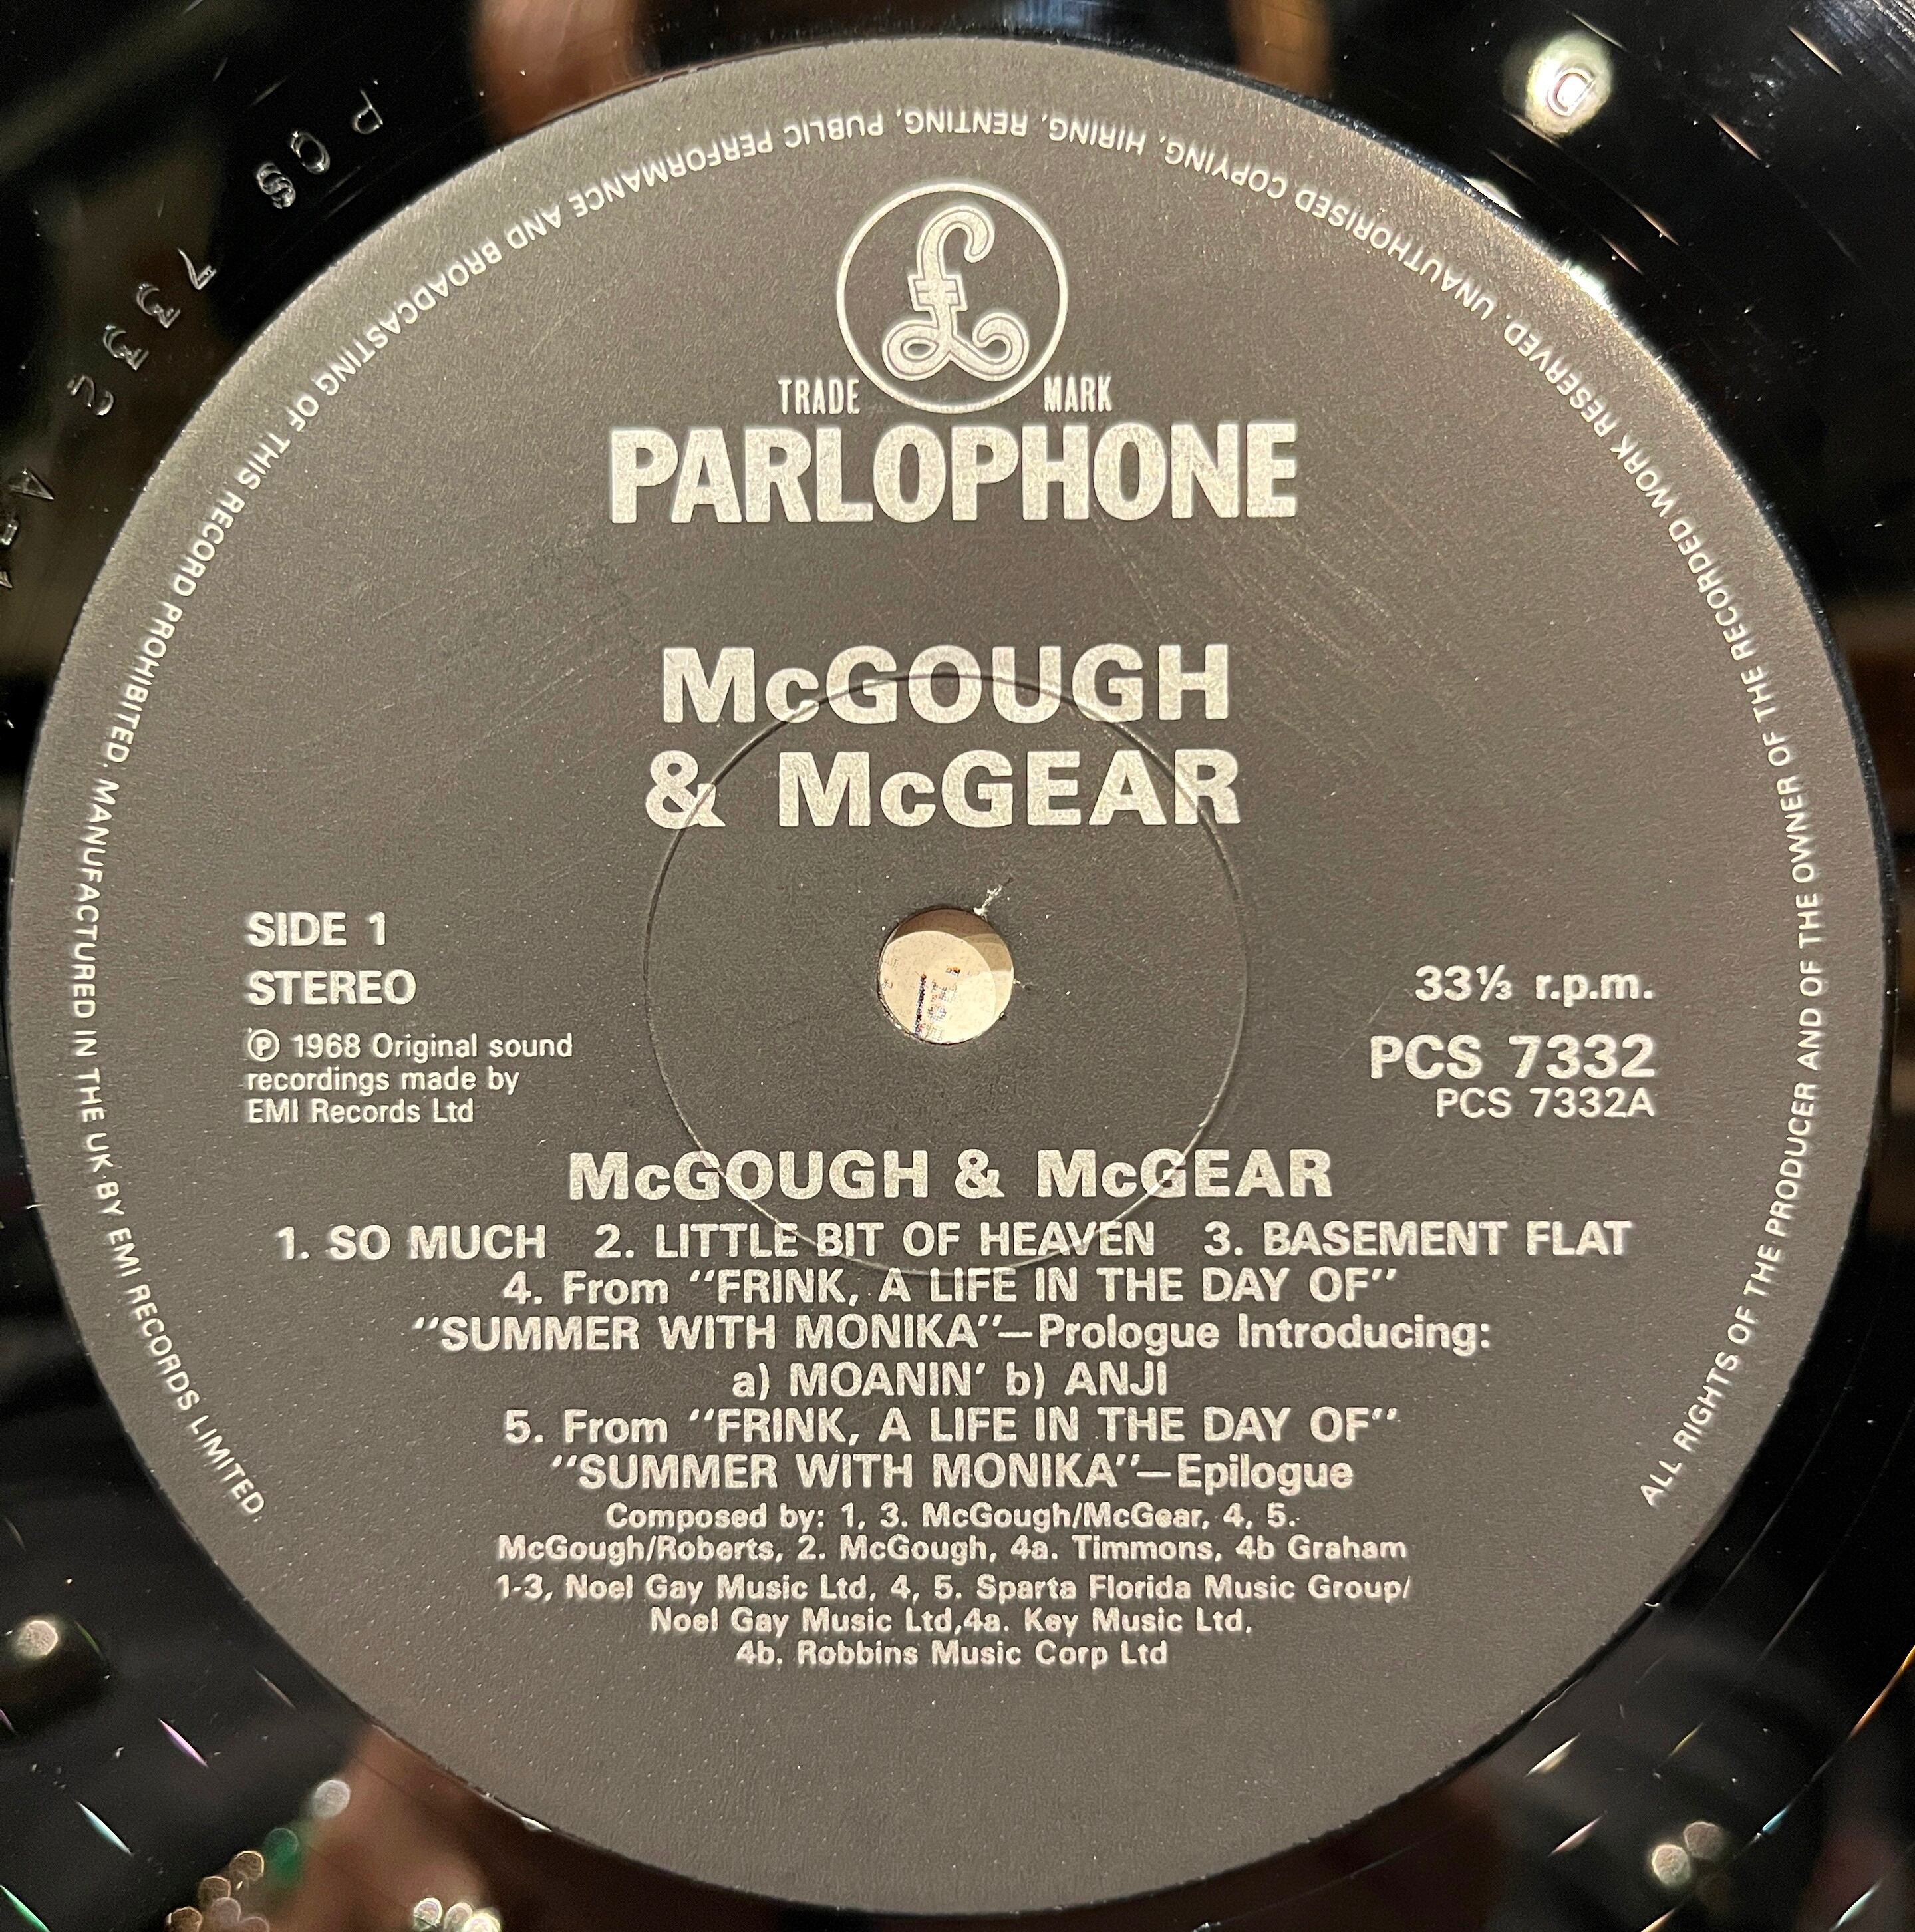 ALL RIGHTS OF THE PRODUCER AND OF THE OWNER OF THE RECORDED WORK RESERVED. UNAUTHORISED COPYING, HIRING, RENTING, PUBLIC PERFORMANCE AND BROADCASTING OF THIS RECORD PROHIBITED. MANUFACTURED IN THE UK BY EMI RECORDS LIMITED
£
TRADE MARK
PARLOPHONE
McGOUGH
& McGEAR
SIDE 1
STEREO
℗ 1968 Original sound
recordings made by
EMI Records Ltd
33⅓ r.p.m.
PCS 7332
PCS 7332A
McGOUGH & McGEAR
1. SO MUCH 2. LITTLE BIT OF HEAVEN 3. BASEMENT FLAT
4. From "FRINK, A LIFE IN THE DAY OF"
"SUMMER WITH MONIKA"—Prologue Introducing:
a) MOANIN' b) ANJI
5. From "FRINK, A LIFE IN THE DAY OF"
"SUMMER WITH MONIKA"—Epilogue
Composed by: 1, 3. McGough/McGear, 4, 5.
McGough/Roberts, 2. McGough, 4a. Timmons, 4b Graham
1-3, Noel Gay Music Ltd, 4, 5. Sparta Florida Music Group/
Noel Gay Music Ltd,4a. Key Music Ltd,
4b. Robbins Music Corp Ltd
PCS 7332